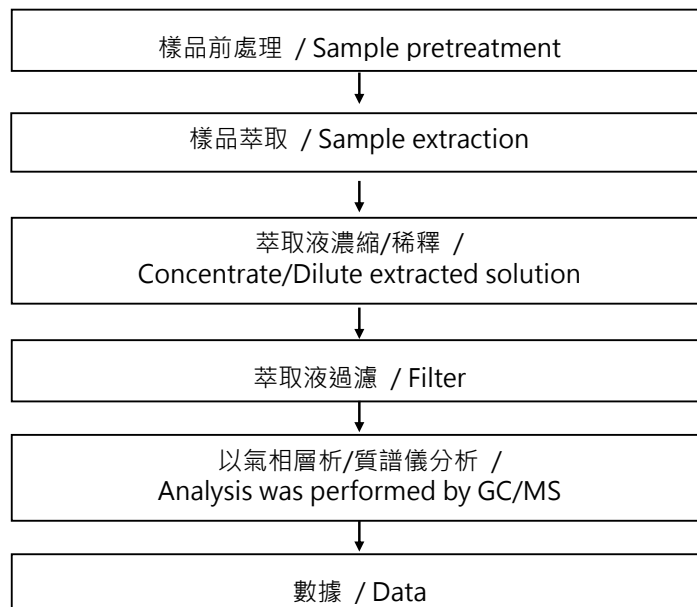 樣品前處理 / Sample pretreatment
樣品萃取 / Sample extraction
萃取液濃縮/稀釋 /
Concentrate/Dilute extracted solution
萃取液過濾 / Filter
以氣相層析/質譜儀分析 /
Analysis was performed by GC/MS
數據 / Data